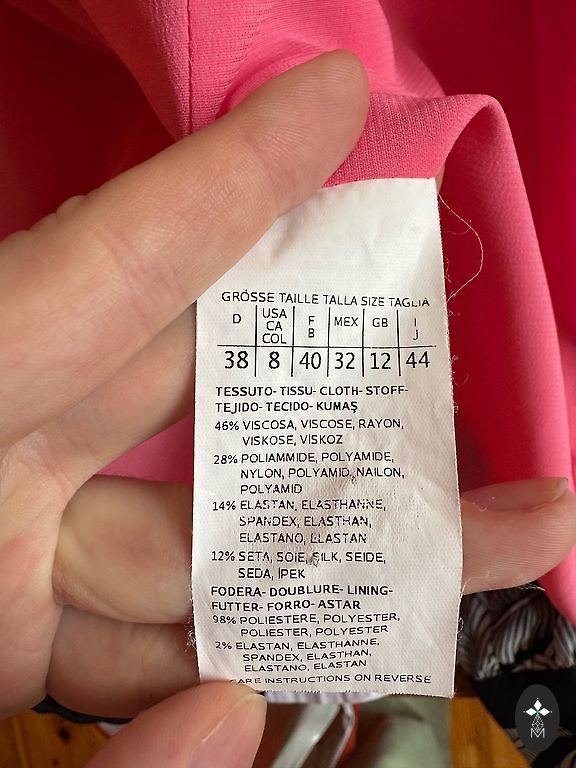 GRÖSSE TAILLE TALLA SIZE TAGLIA
D USA CA COL F B MEX GB I J
38 8 40 32 12 44
TESSUTO- TISSU- CLOTH- STOFF-
TEJIDO- TECIDO- KUMAŞ
46% VISCOSA, VISCOSE, RAYON,
VISKOSE, VİSKOZ
28% POLIAMMIDE, POLYAMIDE,
NYLON, POLYAMID, NAILON,
POLYAMID
14% ELASTAN, ELASTHANNE,
SPANDEX, ELASTHAN,
ELASTANO, ELASTAN
12% SETA, SOIE, SILK, SEIDE,
SEDA, İPEK
FODERA- DOUBLURE- LINING-
FUTTER- FORRO- ASTAR
98% POLIESTERE, POLYESTER,
POLIESTER, POLYESTER
2% ELASTAN, ELASTHANNE,
SPANDEX, ELASTHAN,
ELASTANO, ELASTAN
CARE INSTRUCTIONS ON REVERSE
M